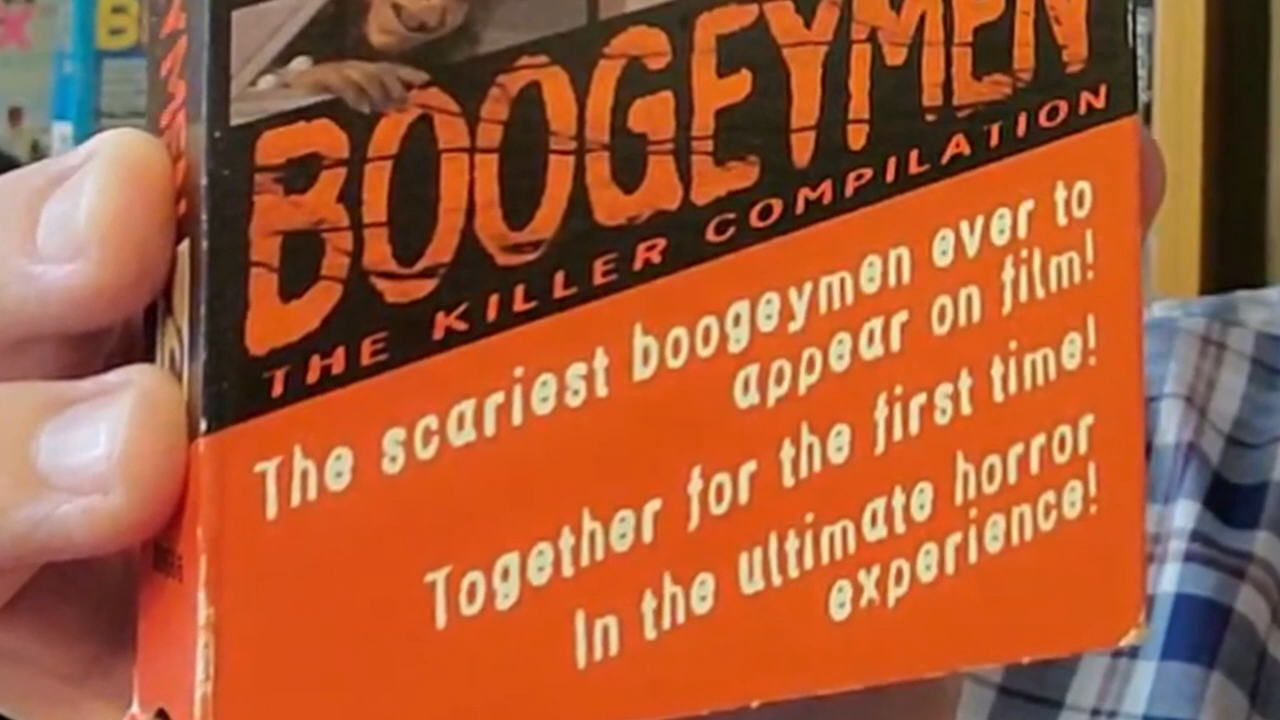 BOOGEYMEN
THE KILLER COMPILATION
The scariest boogeymen ever to
appear on film!
Together for the first time!
In the ultimate horror
experience!